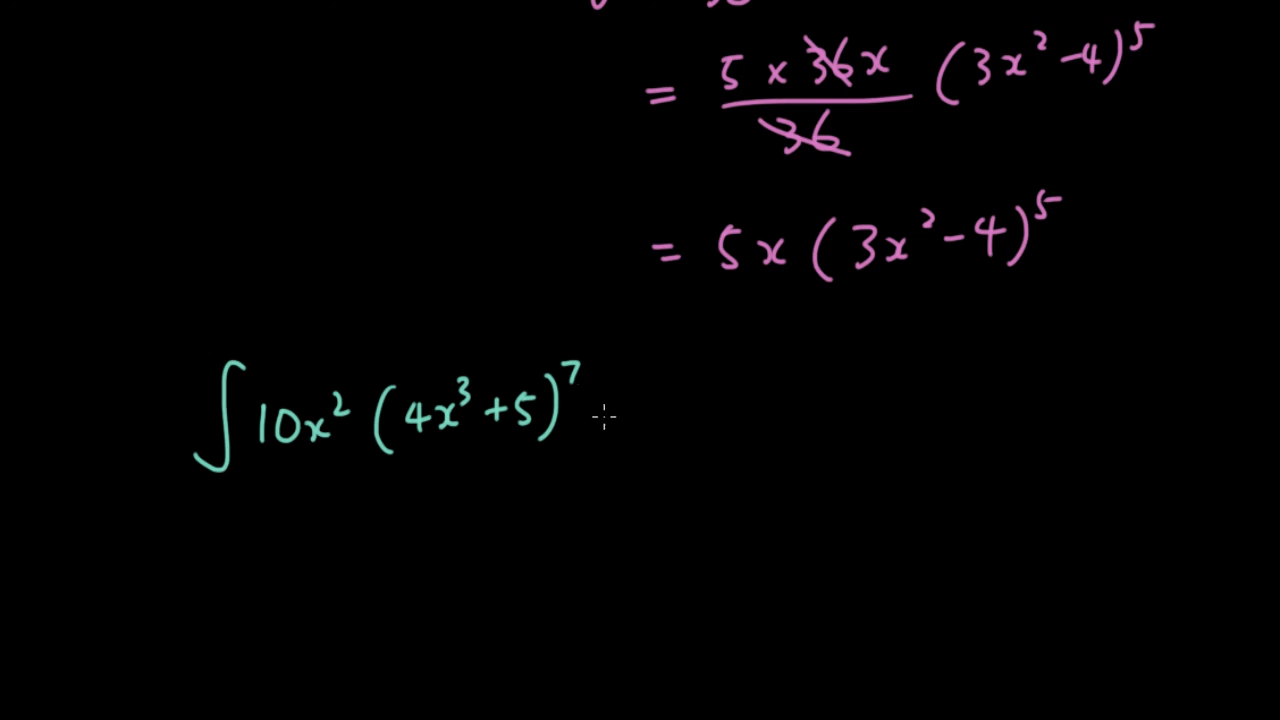 = 5 × 36x / 36 (3x² - 4)⁵
= 5x (3x² - 4)⁵
∫ 10x² (4x³ + 5)⁷